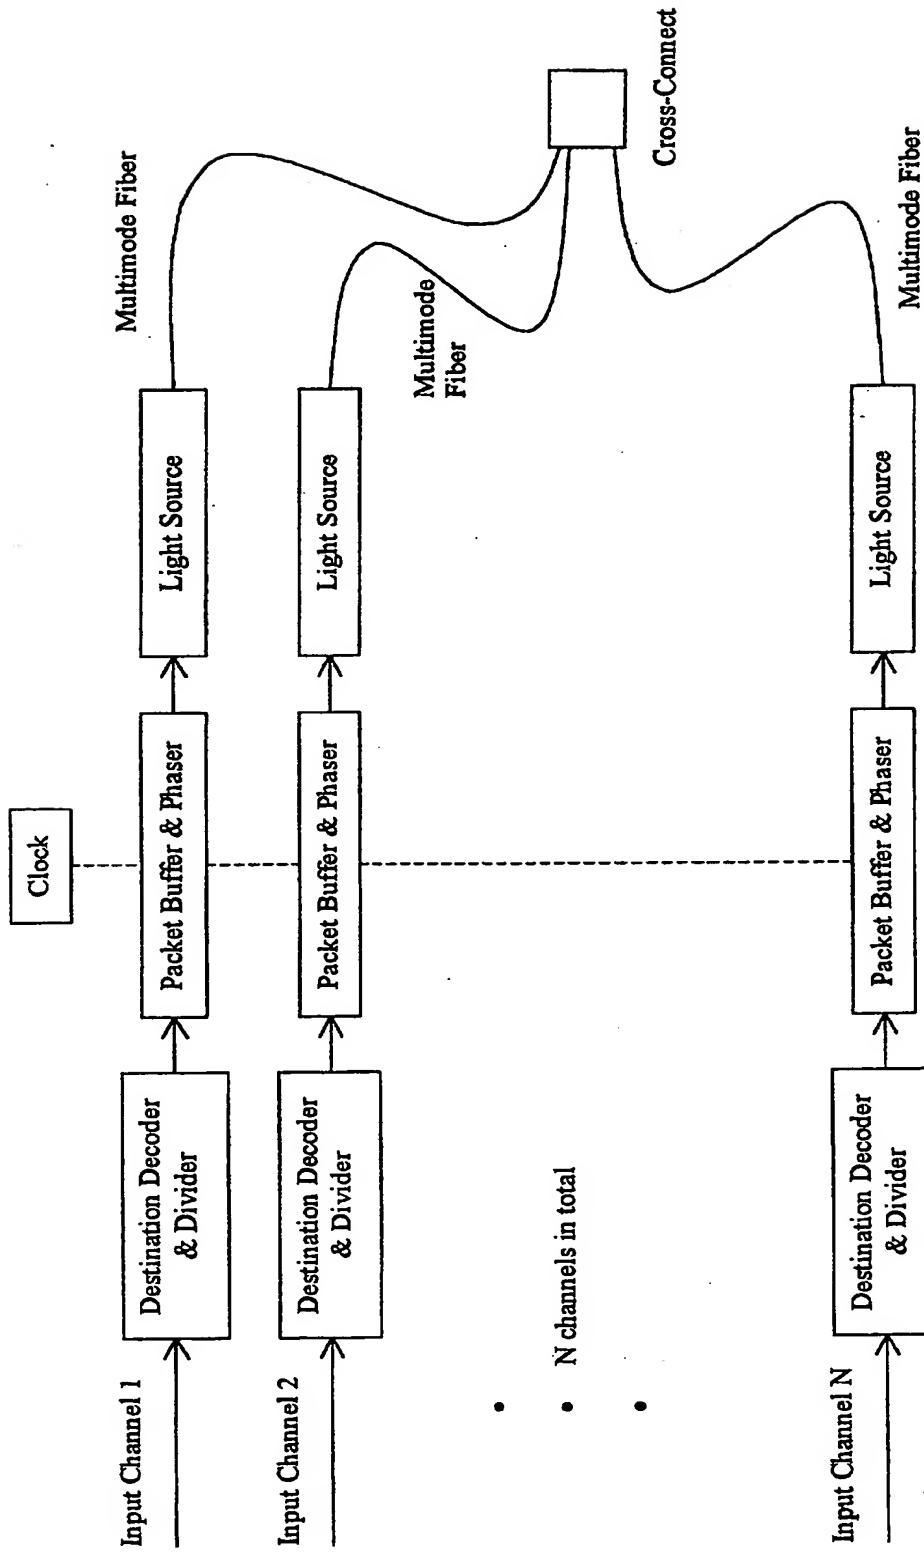 Clock
Input Channel 1
Destination Decoder
& Divider
Packet Buffer & Phaser
Light Source
Multimode Fiber
Input Channel 2
Destination Decoder
& Divider
Packet Buffer & Phaser
Light Source
Multimode
Fiber
Cross-Connect
N channels in total
Input Channel N
Destination Decoder
& Divider
Packet Buffer & Phaser
Light Source
Multimode Fiber